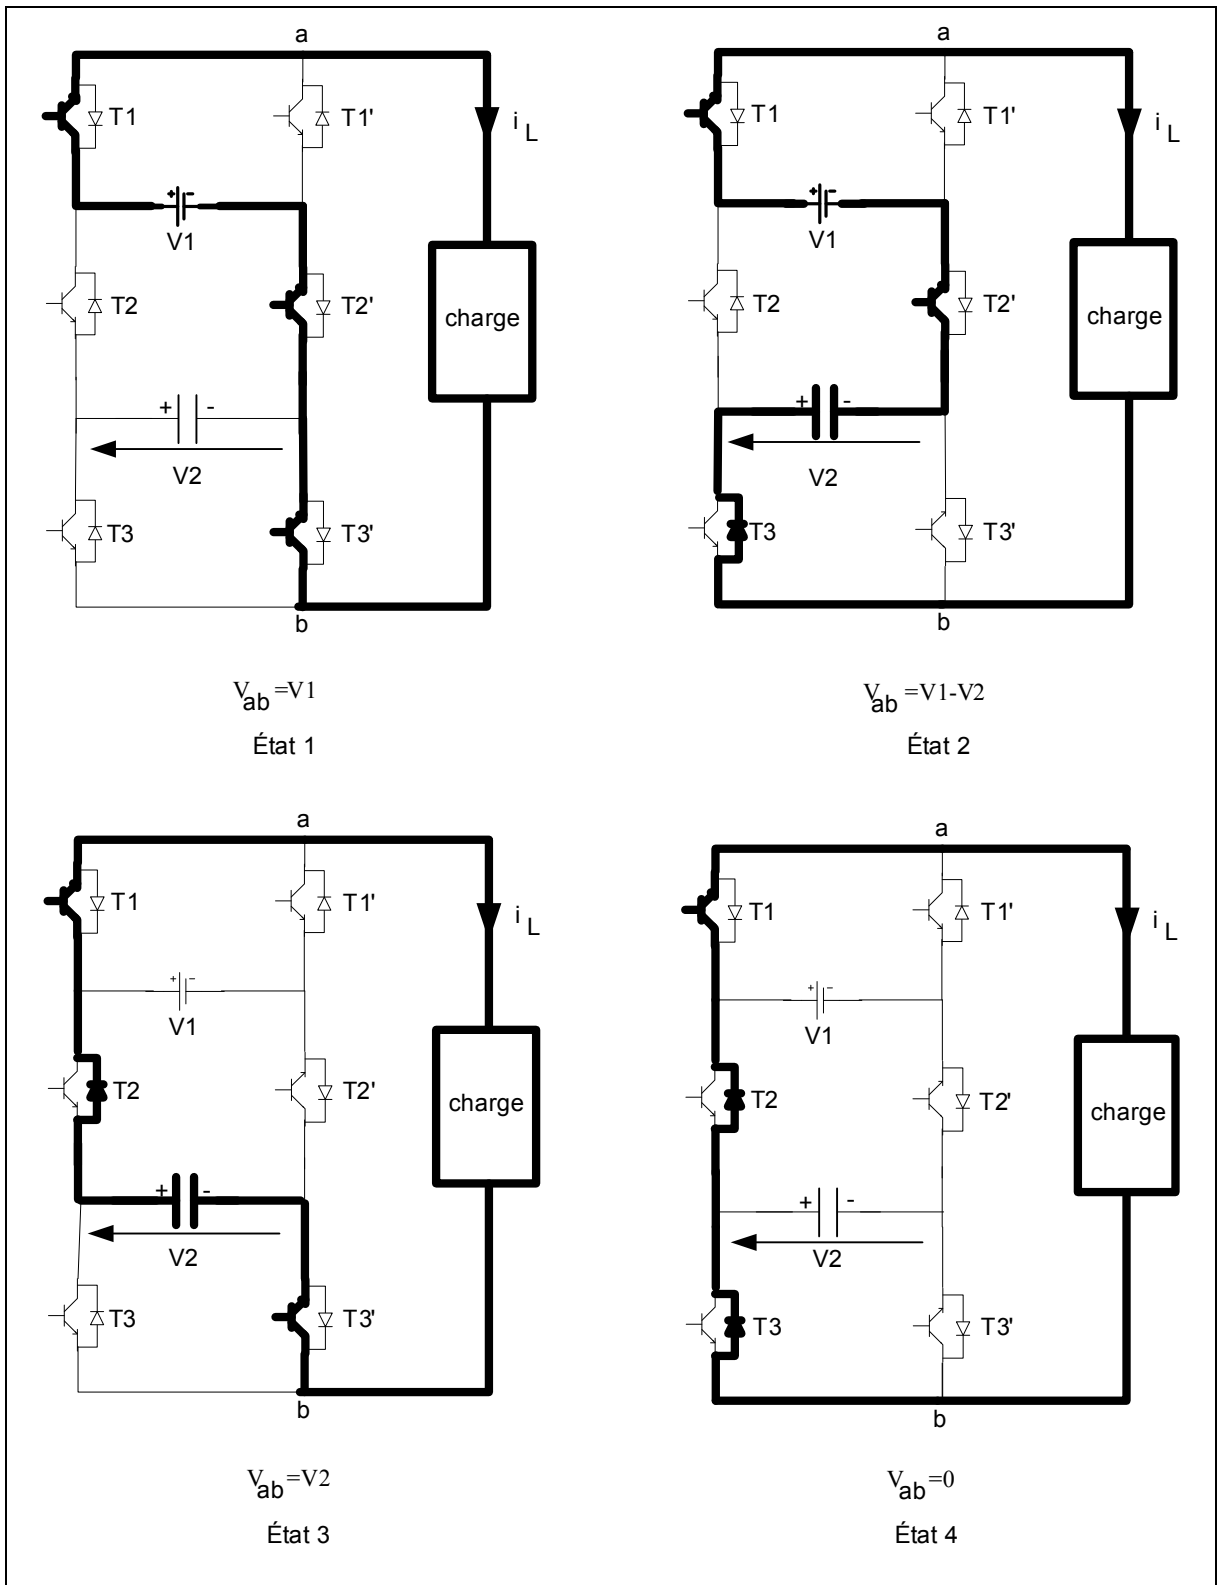 a
T1
T1'
i L
+ -
V1
T2
T2'
charge
+ -
V2
T3
T3'
b
Vab =V1
État 1
a
T1
T1'
i L
+ -
V1
T2
T2'
charge
+ -
V2
T3
T3'
b
Vab =V1-V2
État 2
a
T1
T1'
i L
+ -
V1
T2
T2'
charge
+ -
V2
T3
T3'
b
Vab =V2
État 3
a
T1
T1'
i L
+ -
V1
T2
T2'
charge
+ -
V2
T3
T3'
b
Vab =0
État 4